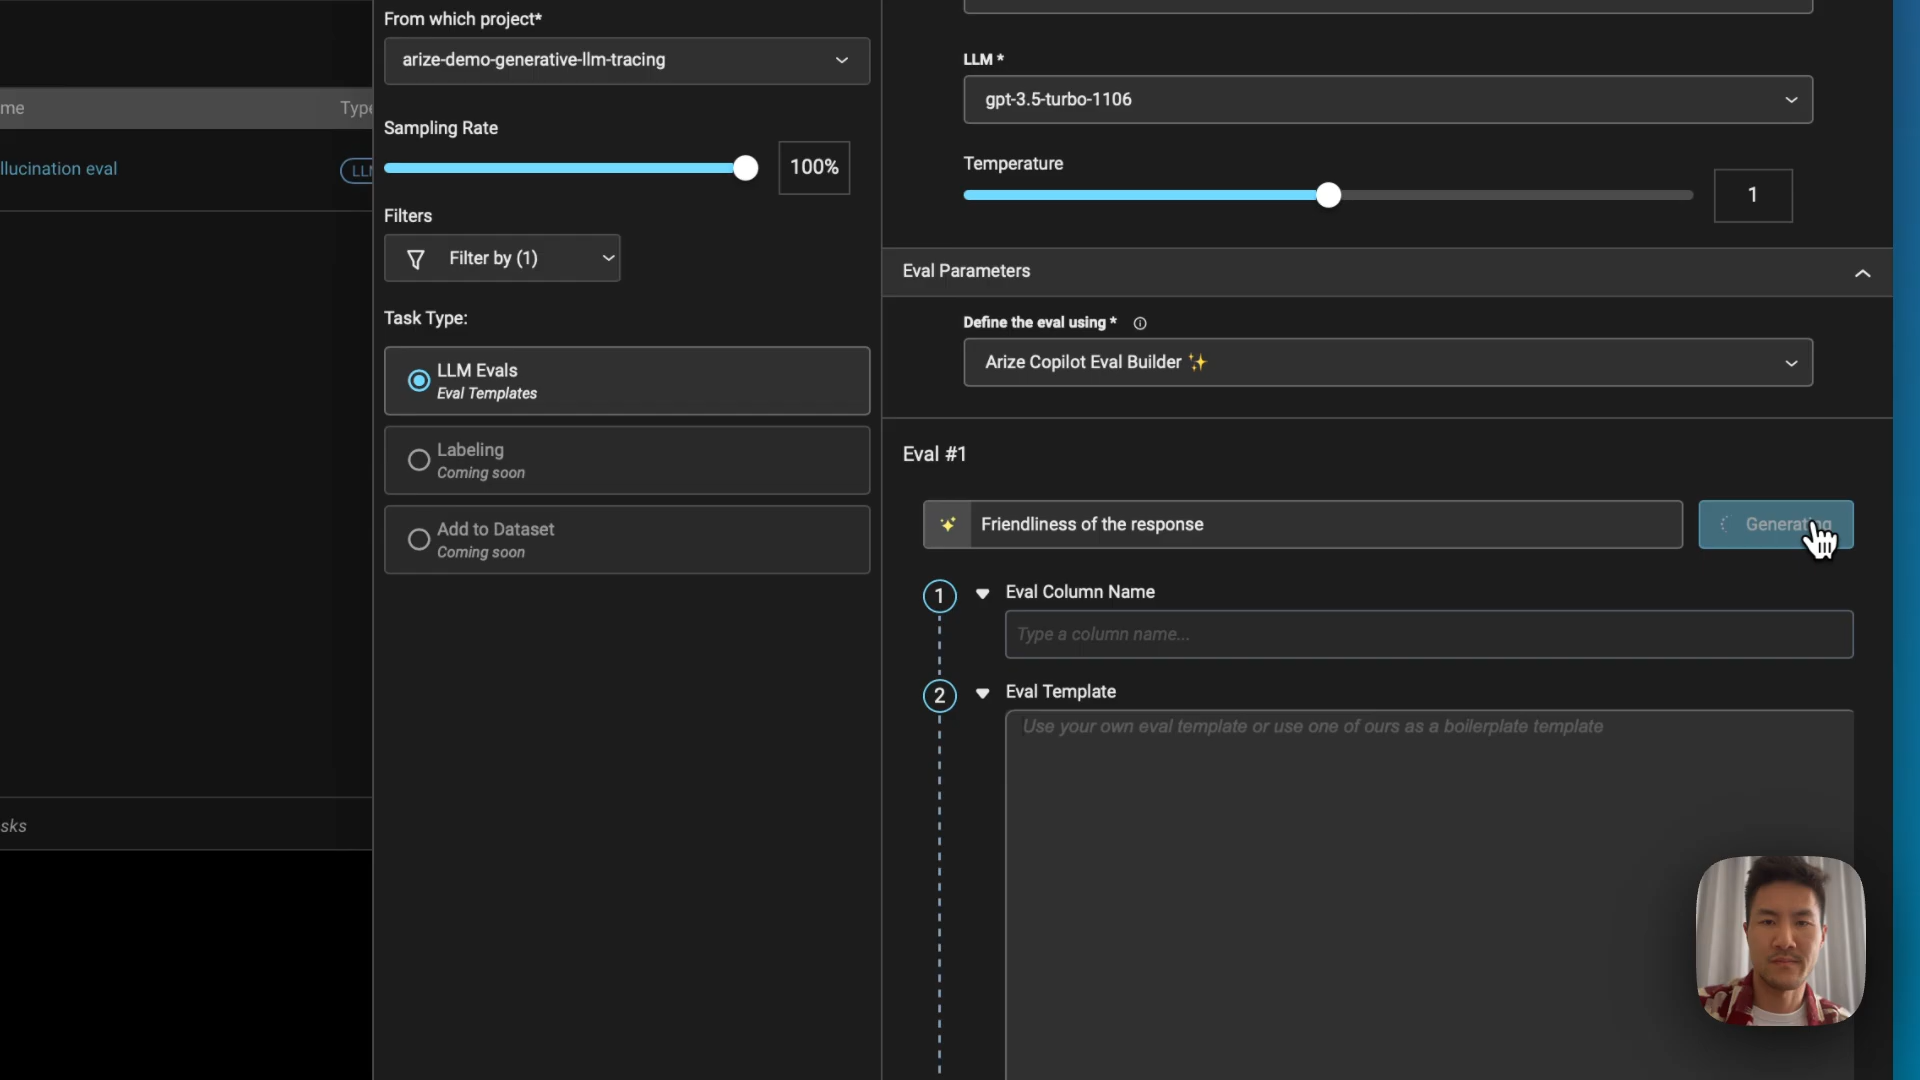 me
Type
llucination eval
LLM
sks
From which project*
arize-demo-generative-llm-tracing
Sampling Rate
100%
Filters
Filter by (1)
Task Type:
LLM Evals
Eval Templates
Labeling
Coming soon
Add to Dataset
Coming soon
LLM *
gpt-3.5-turbo-1106
Temperature
1
Eval Parameters
Define the eval using *
Arize Copilot Eval Builder ✨
Eval #1
Friendliness of the response
Generating
1
Eval Column Name
Type a column name...
2
Eval Template
Use your own eval template or use one of ours as a boilerplate template